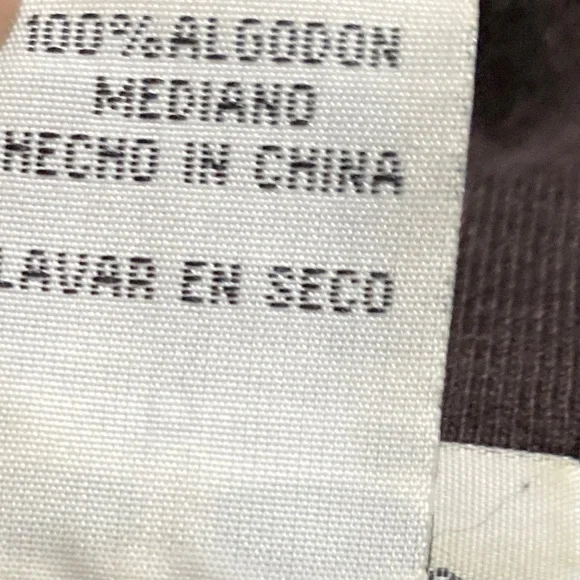 100%ALGODON
MEDIANO
HECHO IN CHINA
LAVAR EN SECO